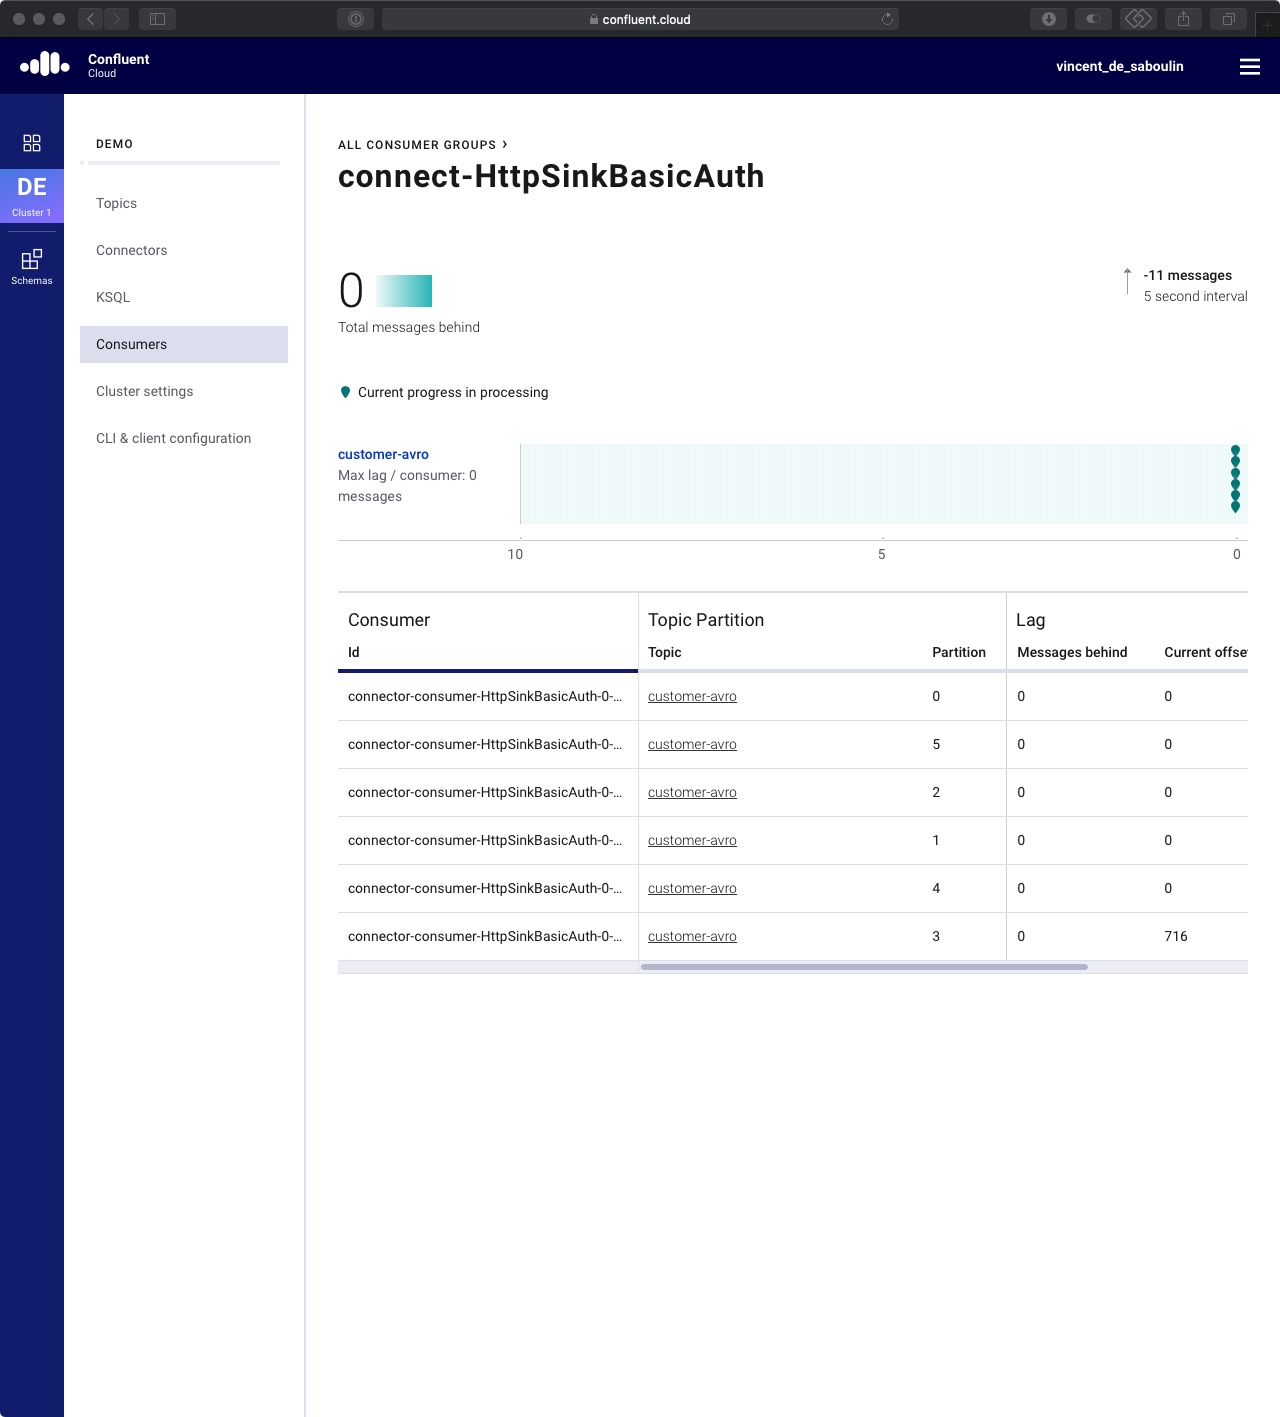 confluent.cloud
Confluent
Cloud
vincent_de_saboulin
DE
Cluster 1
Schemas
DEMO
Topics
Connectors
KSQL
Consumers
Cluster settings
CLI & client configuration
ALL CONSUMER GROUPS ›
connect-HttpSinkBasicAuth
0
Total messages behind
-11 messages
5 second interval
Current progress in processing
customer-avro
Max lag / consumer: 0
messages
10 5 0
Consumer Topic Partition Lag
Id Topic Partition Messages behind Current offset
connector-consumer-HttpSinkBasicAuth-0-... customer-avro 0 0 0
connector-consumer-HttpSinkBasicAuth-0-... customer-avro 5 0 0
connector-consumer-HttpSinkBasicAuth-0-... customer-avro 2 0 0
connector-consumer-HttpSinkBasicAuth-0-... customer-avro 1 0 0
connector-consumer-HttpSinkBasicAuth-0-... customer-avro 4 0 0
connector-consumer-HttpSinkBasicAuth-0-... customer-avro 3 0 716